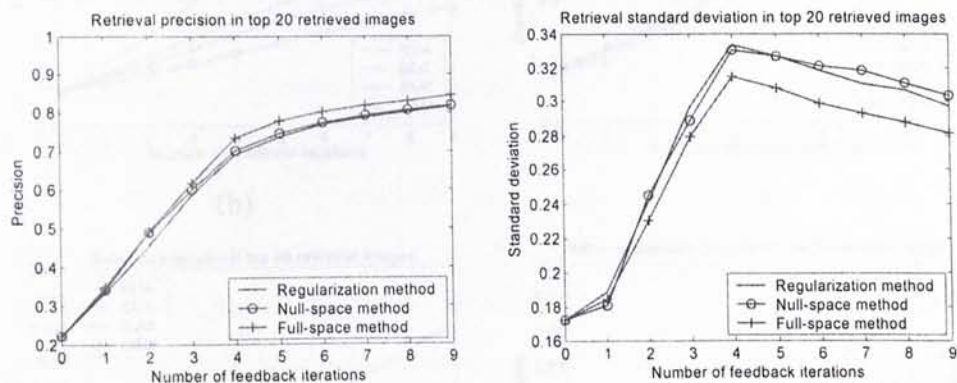 Retrieval precision in top 20 retrieved images
1
0.9
0.8
0.7
0.6
0.5
0.4
0.3
0.2
Precision
0 1 2 3 4 5 6 7 8 9
Number of feedback iterations
Regularization method
Null-space method
Full-space method
Retrieval standard deviation in top 20 retrieved images
0.34
0.32
0.3
0.28
0.26
0.24
0.22
0.2
0.18
0.16
Standard deviation
0 1 2 3 4 5 6 7 8 9
Number of feedback iterations
Regularization method
Null-space method
Full-space method
(b)